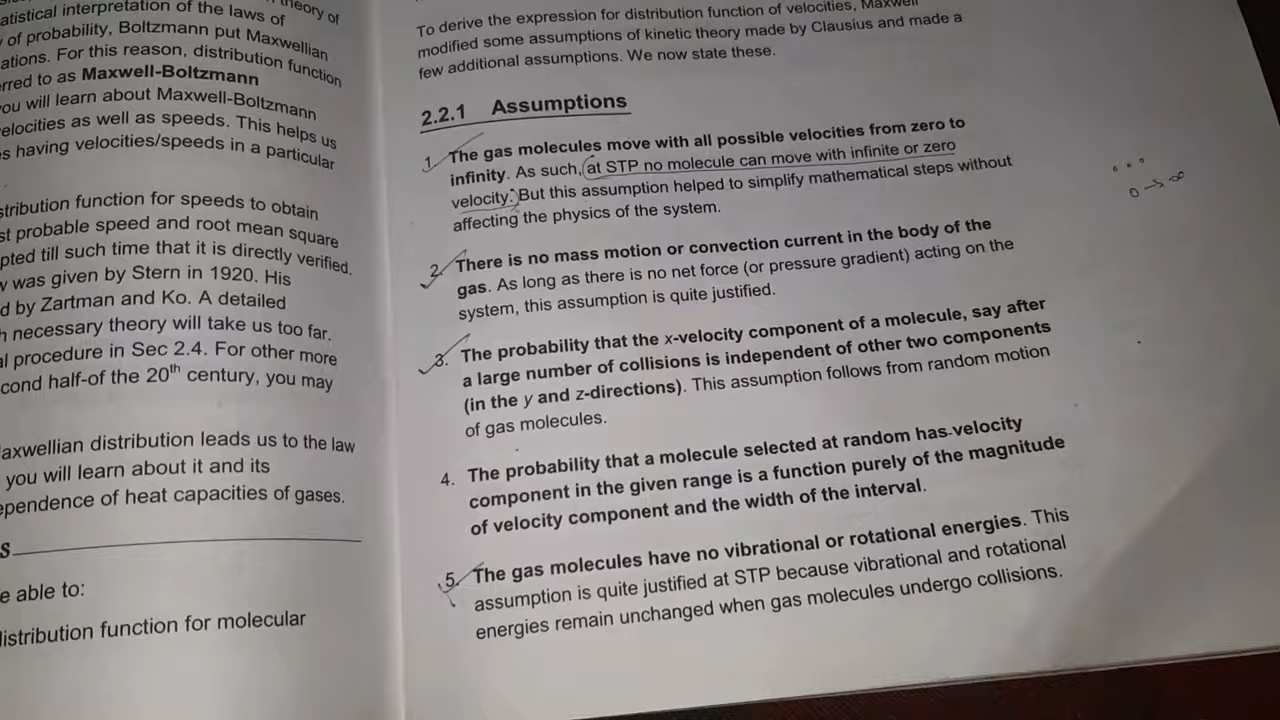 theory of
atistical interpretation of the laws of
of probability, Boltzmann put Maxwellian
ations. For this reason, distribution function
rred to as Maxwell-Boltzmann
ou will learn about Maxwell-Boltzmann
elocities as well as speeds. This helps us
s having velocities/speeds in a particular
stribution function for speeds to obtain
st probable speed and root mean square
pted till such time that it is directly verified.
w was given by Stern in 1920. His
d by Zartman and Ko. A detailed
h necessary theory will take us too far.
al procedure in Sec 2.4. For other more
cond half-of the 20th century, you may
axwellian distribution leads us to the law
you will learn about it and its
ependence of heat capacities of gases.
S
e able to:
distribution function for molecular
To derive the expression for distribution function of velocities, Maxwell
modified some assumptions of kinetic theory made by Clausius and made a
few additional assumptions. We now state these.
2.2.1 Assumptions
1. The gas molecules move with all possible velocities from zero to
infinity. As such, at STP no molecule can move with infinite or zero
velocity. But this assumption helped to simplify mathematical steps without
affecting the physics of the system.
0 → ∞
2. There is no mass motion or convection current in the body of the
gas. As long as there is no net force (or pressure gradient) acting on the
system, this assumption is quite justified.
3. The probability that the x-velocity component of a molecule, say after
a large number of collisions is independent of other two components
(in the y and z-directions). This assumption follows from random motion
of gas molecules.
4. The probability that a molecule selected at random has velocity
component in the given range is a function purely of the magnitude
of velocity component and the width of the interval.
5. The gas molecules have no vibrational or rotational energies. This
assumption is quite justified at STP because vibrational and rotational
energies remain unchanged when gas molecules undergo collisions.